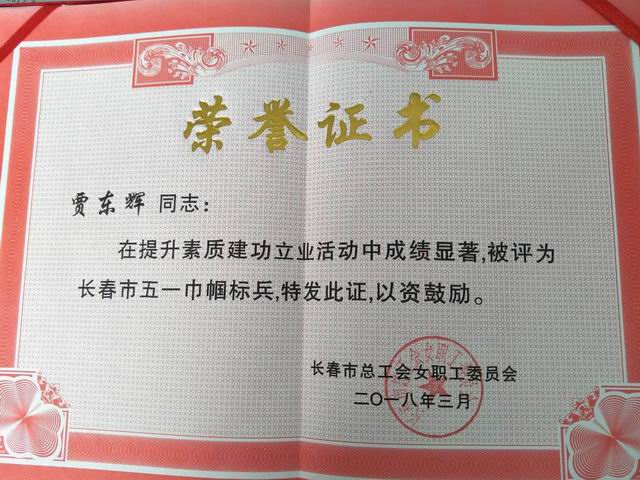 荣誉证书
贾东辉 同志：
在提升素质建功立业活动中成绩显著,被评为
长春市五一巾帼标兵,特发此证,以资鼓励。
长春市总工会女职工委员会
二〇一八年三月